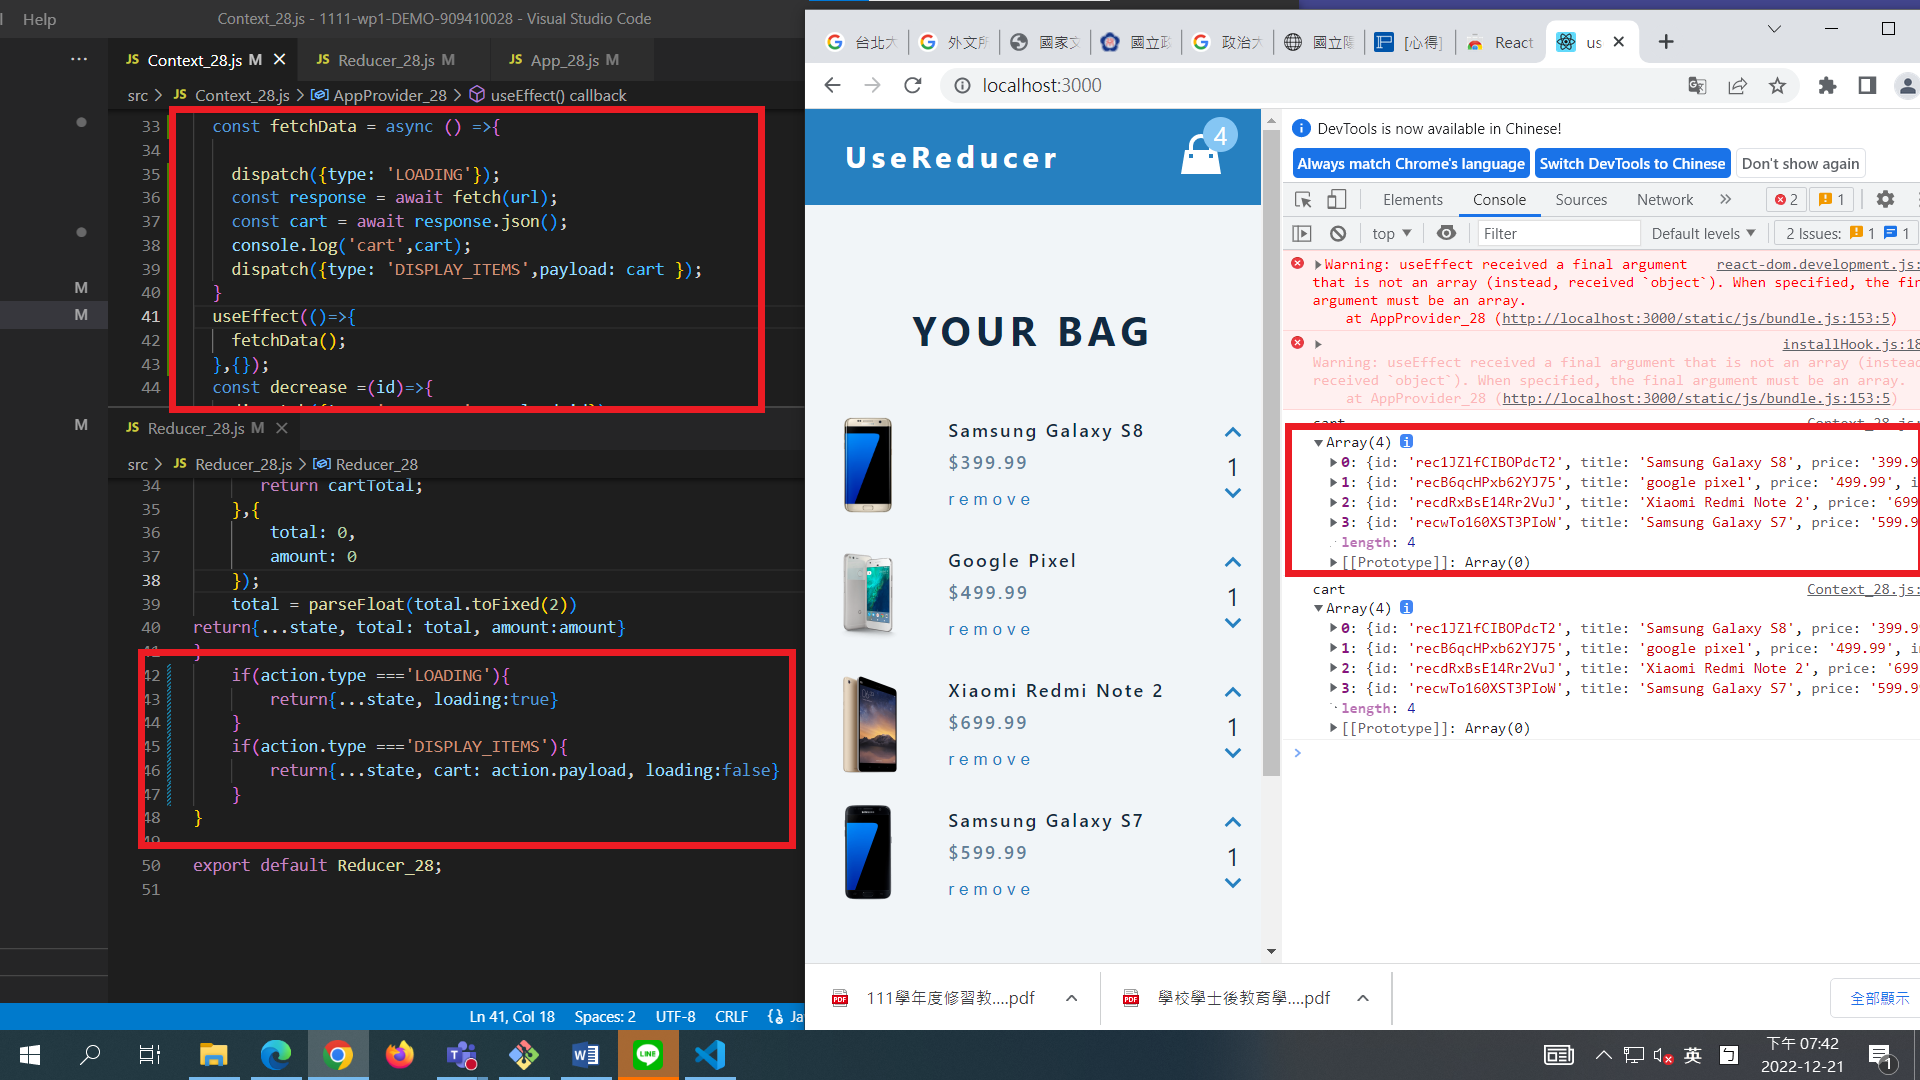 Help
Context_28.js - 1111-wp1-DEMO-909410028 - Visual Studio Code
JS Context_28.js M
JS Reducer_28.js M
JS App_28.js M
src > JS Context_28.js > AppProvider_28 > useEffect() callback
33 const fetchData = async () =>{
34
35 dispatch({type: 'LOADING'});
36 const response = await fetch(url);
37 const cart = await response.json();
38 console.log('cart',cart);
39 dispatch({type: 'DISPLAY_ITEMS',payload: cart });
40 }
41 useEffect(()=>{
42 fetchData();
43 },{});
44 const decrease =(id)=>{
M
M
M
JS Reducer_28.js M
src > JS Reducer_28.js > Reducer_28
34 return cartTotal;
35 },{
36 total: 0,
37 amount: 0
38 });
39 total = parseFloat(total.toFixed(2))
40 return{...state, total: total, amount:amount}
41 }
42 if(action.type ==='LOADING'){
43 return{...state, loading:true}
44 }
45 if(action.type ==='DISPLAY_ITEMS'){
46 return{...state, cart: action.payload, loading:false}
47 }
48 }
49
50 export default Reducer_28;
51
Ln 41, Col 18 Spaces: 2 UTF-8 CRLF Ja
台北大
外文所
國家文
國立政
政治大
國立陽
[心得]
React
us
localhost:3000
UseReducer
4
YOUR BAG
Samsung Galaxy S8
$399.99
remove
1
Google Pixel
$499.99
remove
1
Xiaomi Redmi Note 2
$699.99
remove
1
Samsung Galaxy S7
$599.99
remove
1
DevTools is now available in Chinese!
Always match Chrome's language
Switch DevTools to Chinese
Don't show again
Elements Console Sources Network » 2 1
top Filter Default levels 2 Issues: 1 1
Warning: useEffect received a final argument react-dom.development.js:
that is not an array (instead, received `object`). When specified, the fin
argument must be an array.
at AppProvider_28 (http://localhost:3000/static/js/bundle.js:153:5)
installHook.js:18
Warning: useEffect received a final argument that is not an array (instead
received `object`). When specified, the final argument must be an array.
at AppProvider_28 (http://localhost:3000/static/js/bundle.js:153:5)
cart Context_28.js:
Array(4)
0: {id: 'rec1JZlfCIBOPdcT2', title: 'Samsung Galaxy S8', price: '399.9
1: {id: 'recB6qcHPxb62YJ75', title: 'google pixel', price: '499.99', i
2: {id: 'recdRxBsE14Rr2VuJ', title: 'Xiaomi Redmi Note 2', price: '699
3: {id: 'recwTo160XST3PIoW', title: 'Samsung Galaxy S7', price: '599.9
length: 4
[[Prototype]]: Array(0)
cart Context_28.js:
Array(4)
0: {id: 'rec1JZlfCIBOPdcT2', title: 'Samsung Galaxy S8', price: '399.9
1: {id: 'recB6qcHPxb62YJ75', title: 'google pixel', price: '499.99', i
2: {id: 'recdRxBsE14Rr2VuJ', title: 'Xiaomi Redmi Note 2', price: '699
3: {id: 'recwTo160XST3PIoW', title: 'Samsung Galaxy S7', price: '599.9
length: 4
[[Prototype]]: Array(0)
111學年度修習教....pdf
學校學士後教育學....pdf
全部顯示
英
下午 07:42
2022-12-21
1